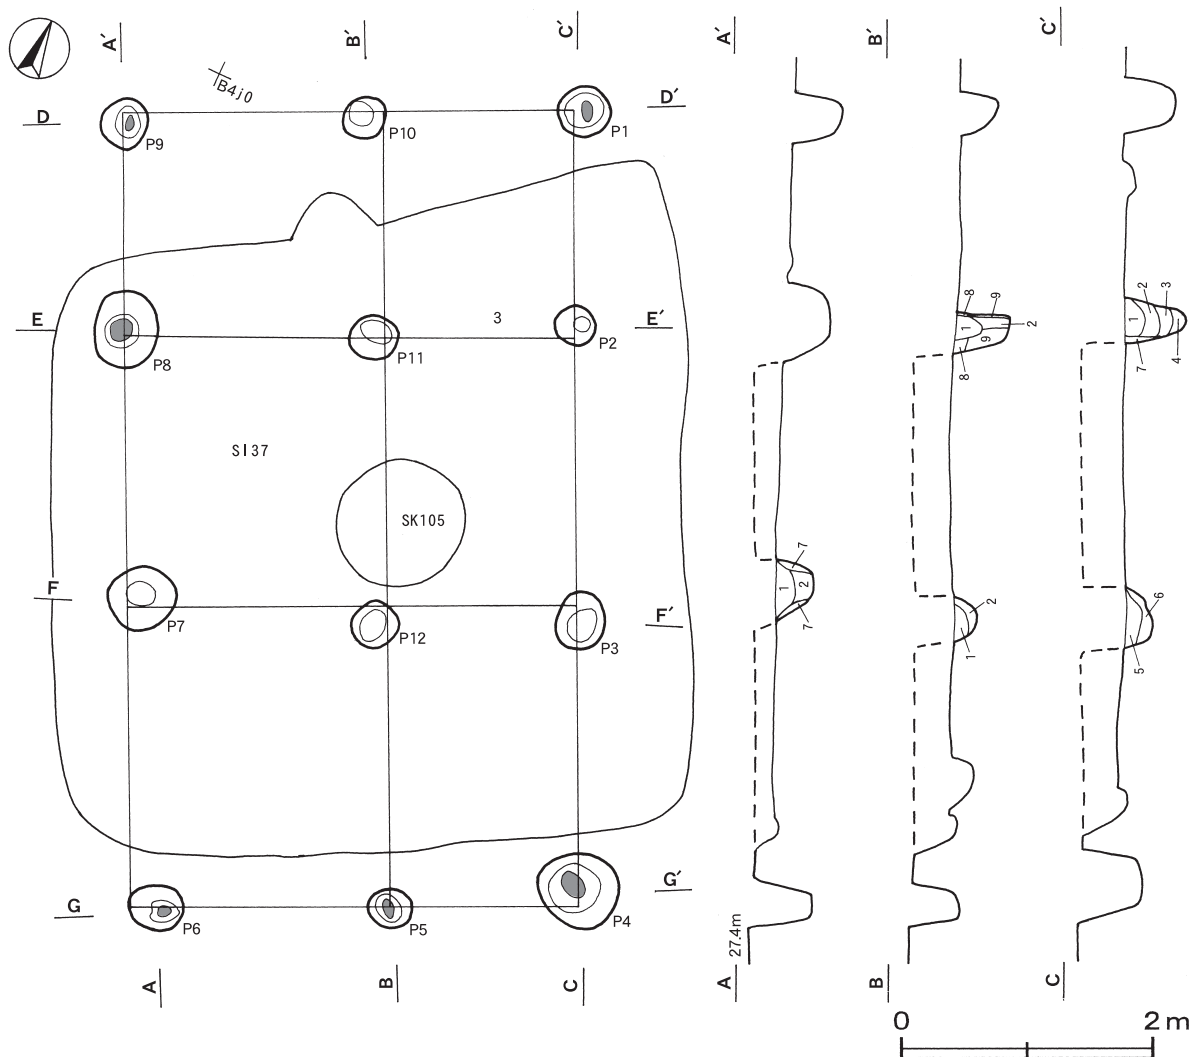 A′ B′ C′ A′ B′ C′
B4j0
D D′
P9 P10 P1
E 3 E′
P8 P11 P2
8 9 1 2 9 8
2 3 1 7 4
SI37
SK105
F F′
P7 P12 P3
7 1 2 7
2 1
6 5
G G′
P6 P5 P4
27.4m
A B C A B C
0 2m